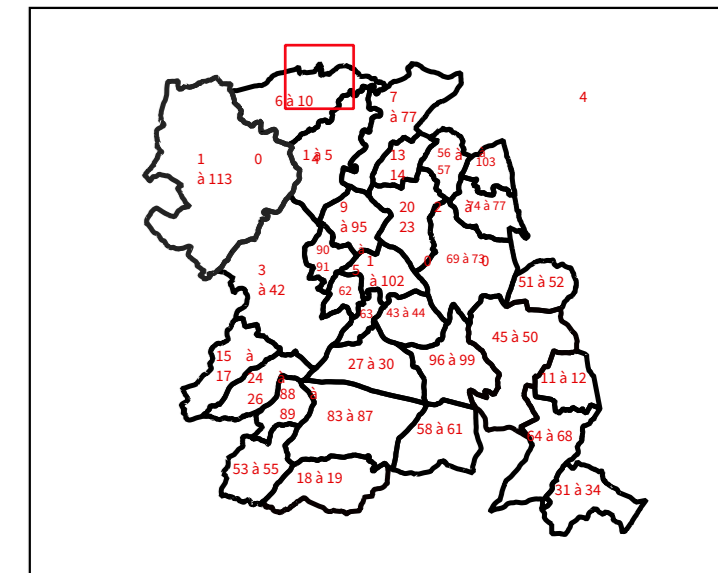 4
7
à 77
6 à 10
1 0 4
à 113
1 à 5
13
14
56 à
57
à
103
74 à 77
9
à 95
20 2 à
23
90
91
à
5 1 0
à 102
69 à 73 0
62
63
43 à 44
51 à 52
3
à 42
45 à 50
15 à
17
24 à
26
88 à
89
27 à 30
96 à 99
11 à 12
83 à 87
58 à 61
64 à 68
53 à 55
18 à 19
31 à 34